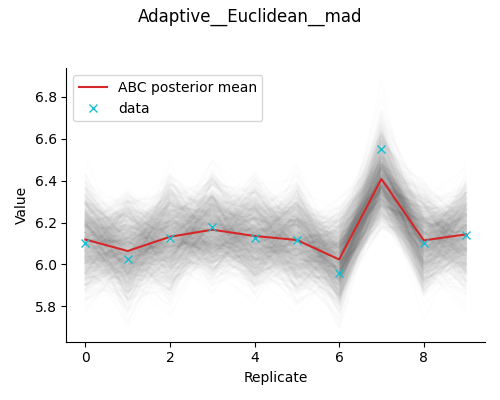 Adaptive__Euclidean__mad
ABC posterior mean
data
6.8
6.6
6.4
6.2
6.0
5.8
Value
0 2 4 6 8
Replicate